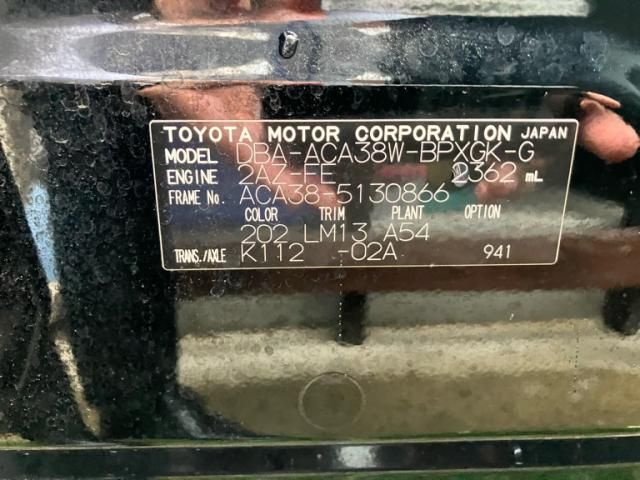 TOYOTA MOTOR CORPORATION JAPAN
MODEL DBA-ACA38W-BPXGK-G
ENGINE 2AZ-FE 2362 mL
FRAME No. ACA38-5130866
COLOR TRIM PLANT OPTION
202 LM13 A54
TRANS./AXLE K112 -02A 941